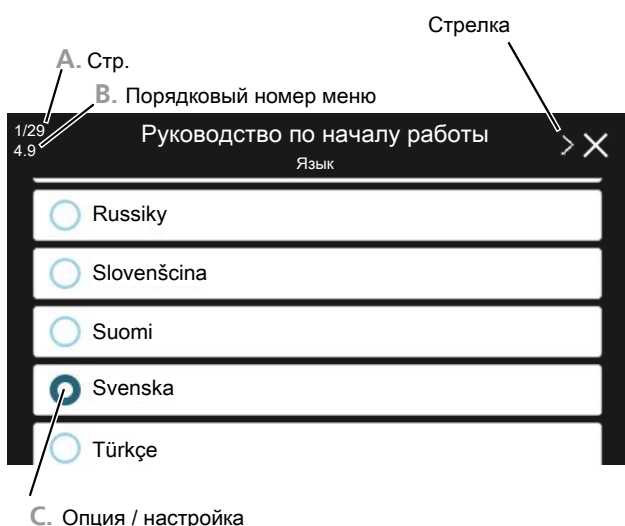 Стрелка
A. Стр.
B. Порядковый номер меню
1/29
Руководство по началу работы
4.9
Язык
Russiky
Slovenšcina
Suomi
Svenska
Türkçe
C. Опция / настройка